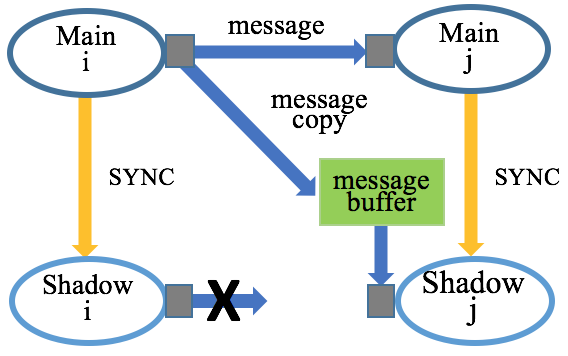 Main
i
message
Main
j
message
copy
SYNC
message
buffer
SYNC
Shadow
i
X
Shadow
j